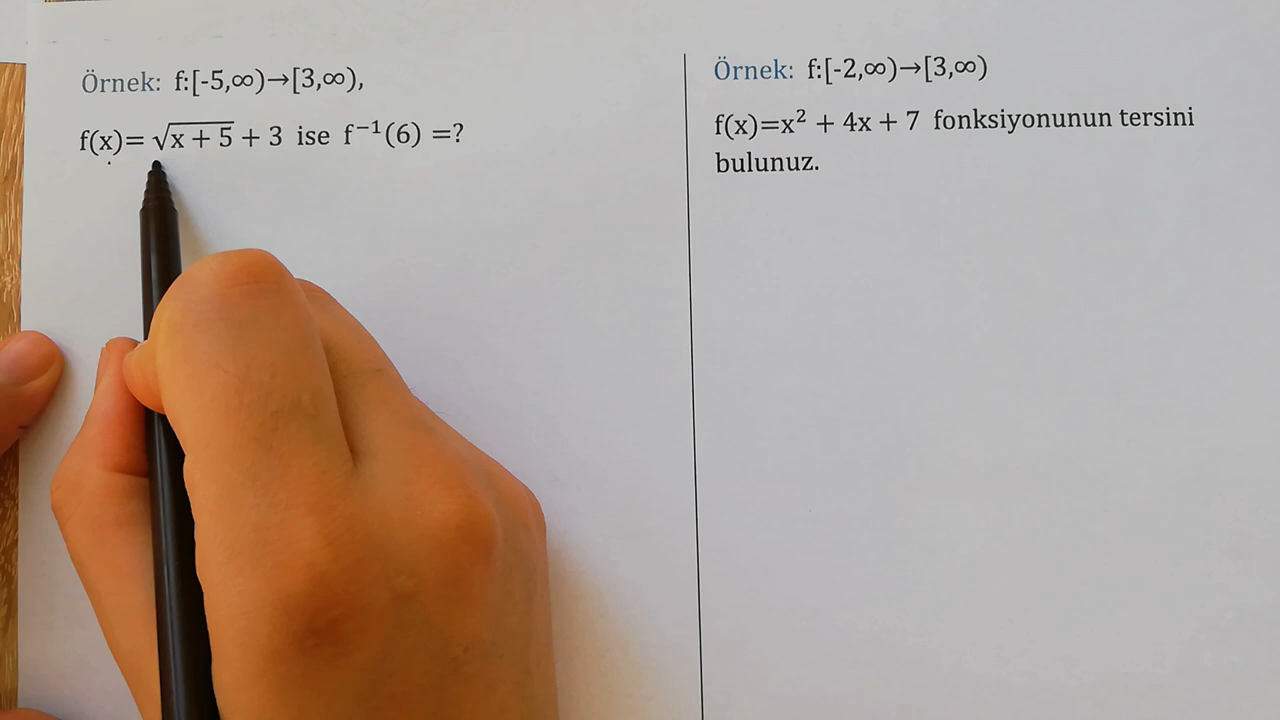 Örnek: f:[-5,∞)→[3,∞),
f(x)= √x + 5 + 3 ise f⁻¹(6) =?
Örnek: f:[-2,∞)→[3,∞)
f(x)=x² + 4x + 7 fonksiyonunun tersini
bulunuz.